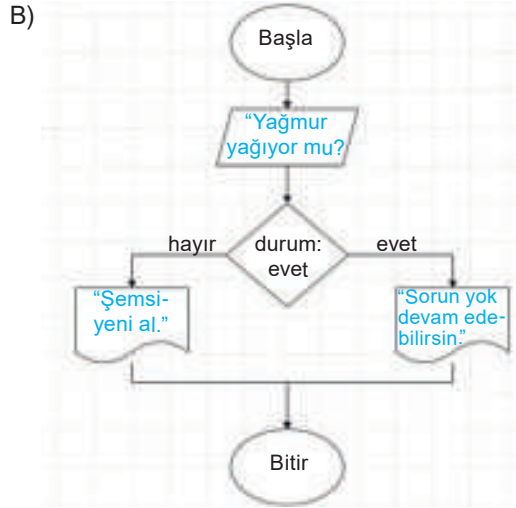 B)
Başla
“Yağmur
yağıyor mu?
hayır
durum:
evet
evet
“Şemsi-
yeni al.”
“Sorun yok
devam ede-
bilirsin.”
Bitir